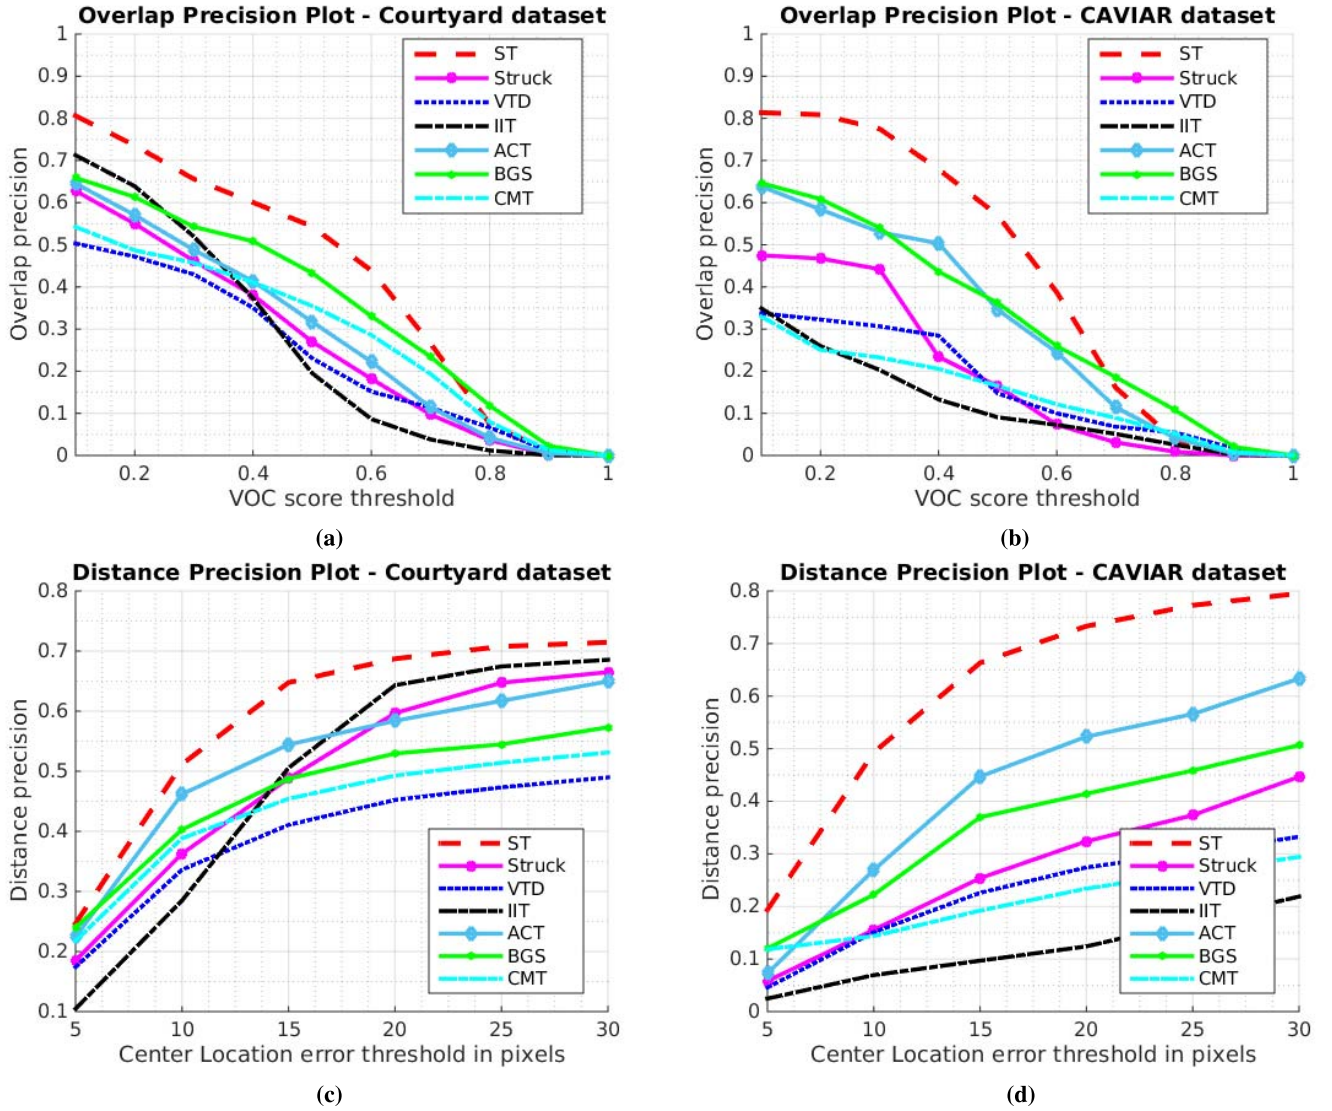 Overlap Precision Plot - Courtyard dataset
1
0.9
0.8
0.7
0.6
0.5
0.4
0.3
0.2
0.1
0
Overlap precision
ST
Struck
VTD
IIT
ACT
BGS
CMT
0.2
0.4
0.6
0.8
1
VOC score threshold
(a)
Overlap Precision Plot - CAVIAR dataset
1
0.9
0.8
0.7
0.6
0.5
0.4
0.3
0.2
0.1
0
Overlap precision
ST
Struck
VTD
IIT
ACT
BGS
CMT
0.2
0.4
0.6
0.8
1
VOC score threshold
(b)
Distance Precision Plot - Courtyard dataset
0.8
0.7
0.6
0.5
0.4
0.3
0.2
0.1
Distance precision
ST
Struck
VTD
IIT
ACT
BGS
CMT
5
10
15
20
25
30
Center Location error threshold in pixels
(c)
Distance Precision Plot - CAVIAR dataset
0.8
0.7
0.6
0.5
0.4
0.3
0.2
0.1
0
Distance precision
ST
Struck
VTD
IIT
ACT
BGS
CMT
5
10
15
20
25
30
Center Location error threshold in pixels
(d)